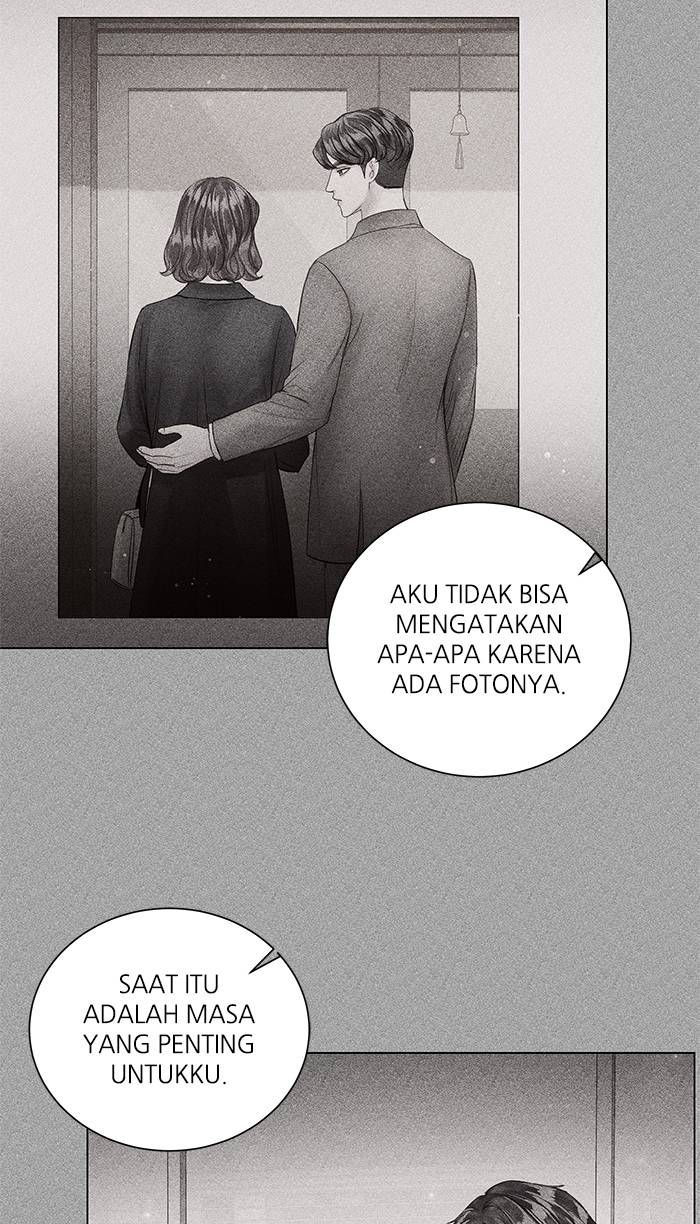 AKU TIDAK BISA
MENGATAKAN
APA-APA KARENA
ADA FOTONYA.
SAAT ITU
ADALAH MASA
YANG PENTING
UNTUKKU.